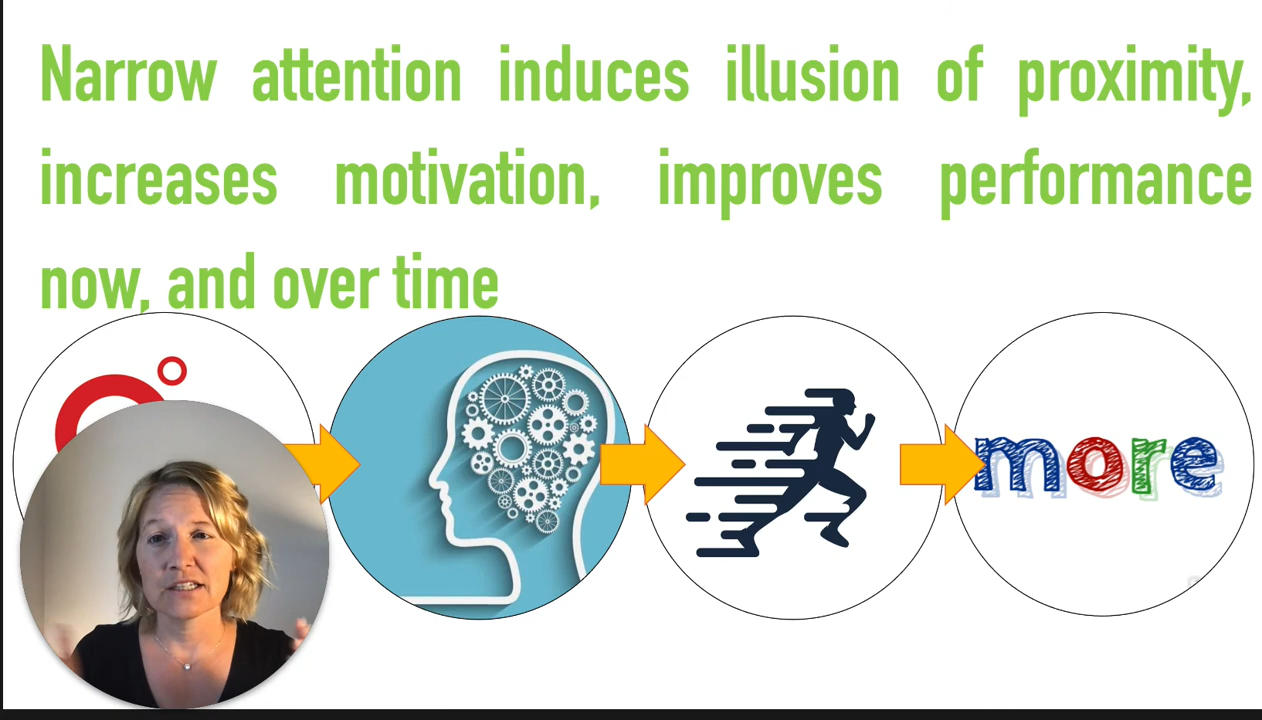 Narrow attention induces illusion of proximity,
increases motivation, improves performance
now, and over time
more